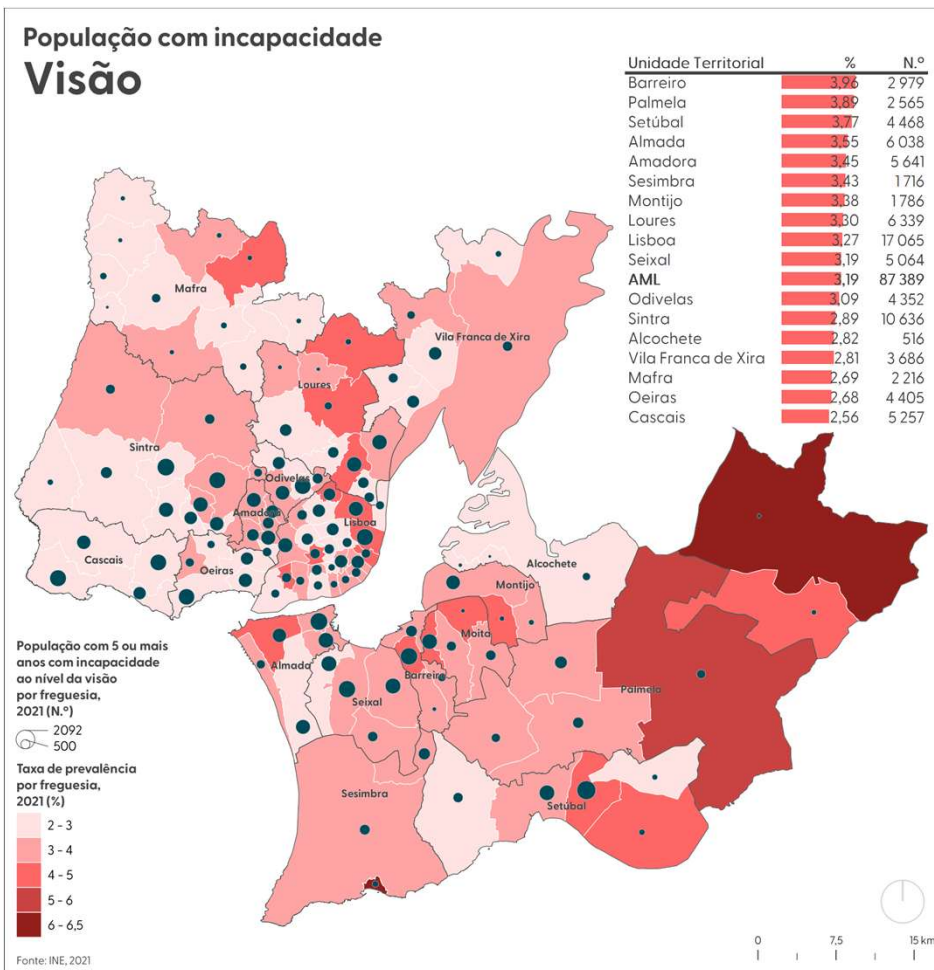 População com incapacidade
Visão
Unidade Territorial % N.º
Barreiro 3,96 2 979
Palmela 3,89 2 565
Setúbal 3,77 4 468
Almada 3,55 6 038
Amadora 3,45 5 641
Sesimbra 3,43 1 716
Montijo 3,38 1 786
Loures 3,30 6 339
Lisboa 3,27 17 065
Seixal 3,19 5 064
AML 3,19 87 389
Odivelas 3,09 4 352
Sintra 2,89 10 636
Alcochete 2,82 516
Vila Franca de Xira 2,81 3 686
Mafra 2,69 2 216
Oeiras 2,68 4 405
Cascais 2,56 5 257
Mafra
Vila Franca de Xira
Loures
Sintra
Odivelas
Amadora
Lisboa
Cascais
Oeiras
Alcochete
Montijo
Moita
Almada
Barreiro
Seixal
Palmela
Sesimbra
Setúbal
População com 5 ou mais
anos com incapacidade
ao nível da visão
por freguesia,
2021 (N.º)
2092
500
Taxa de prevalência
por freguesia,
2021 (%)
2 - 3
3 - 4
4 - 5
5 - 6
6 - 6,5
Fonte: INE, 2021
0 7,5 15 km